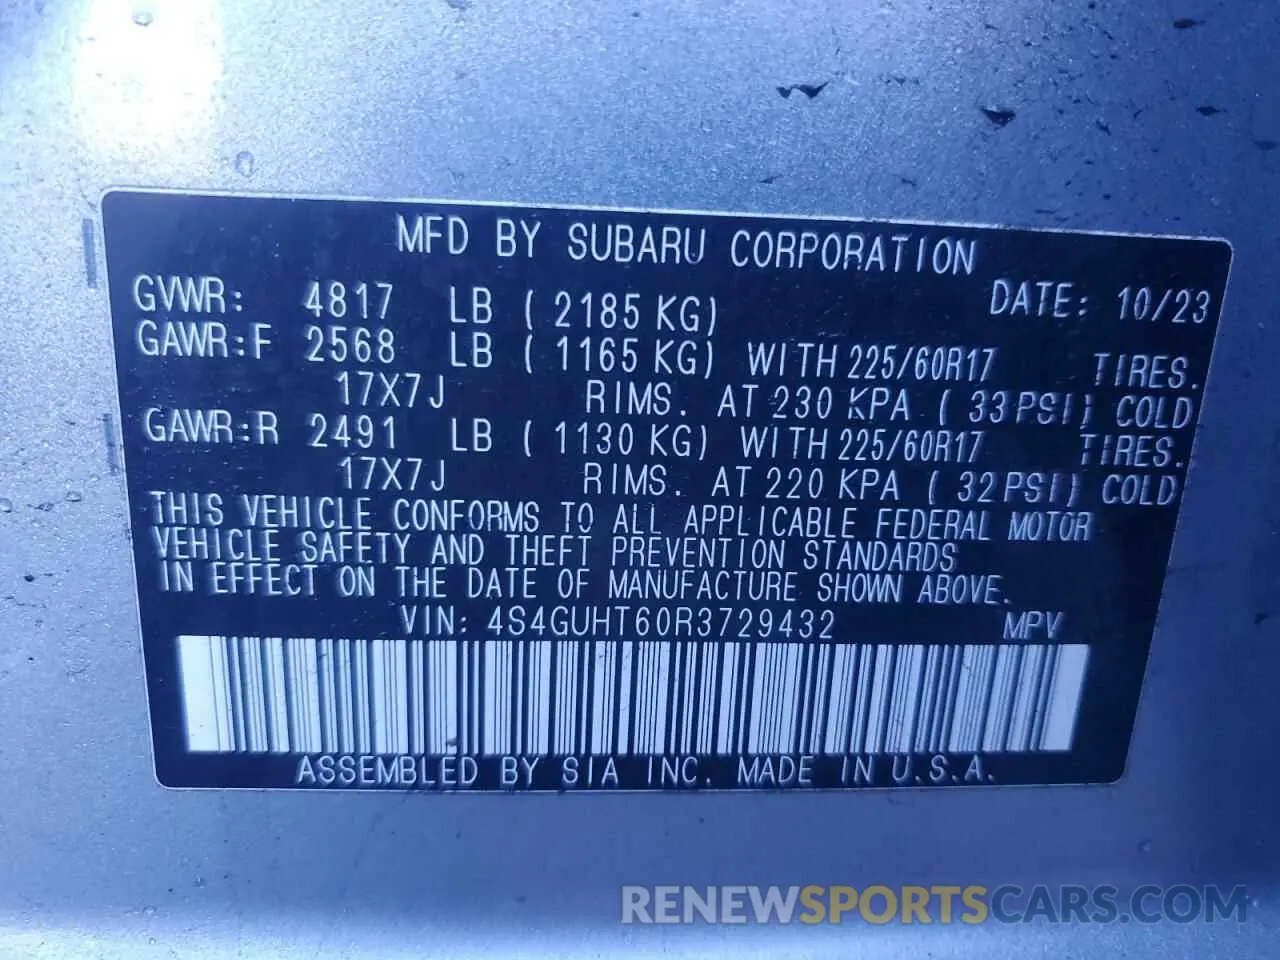 MFD BY SUBARU CORPORATION
GVWR: 4817 LB ( 2185 KG) DATE: 10/23
GAWR:F 2568 LB ( 1165 KG) WITH 225/60R17 TIRES.
17X7J RIMS. AT 230 KPA ( 33 PSI) COLD
GAWR:R 2491 LB ( 1130 KG) WITH 225/60R17 TIRES.
17X7J RIMS. AT 220 KPA ( 32 PSI) COLD
THIS VEHICLE CONFORMS TO ALL APPLICABLE FEDERAL MOTOR
VEHICLE SAFETY AND THEFT PREVENTION STANDARDS
IN EFFECT ON THE DATE OF MANUFACTURE SHOWN ABOVE.
VIN: 4S4GUHT60R3729432 MPV
ASSEMBLED BY SIA INC. MADE IN U.S.A.
RENEWSPORTSCARS.COM